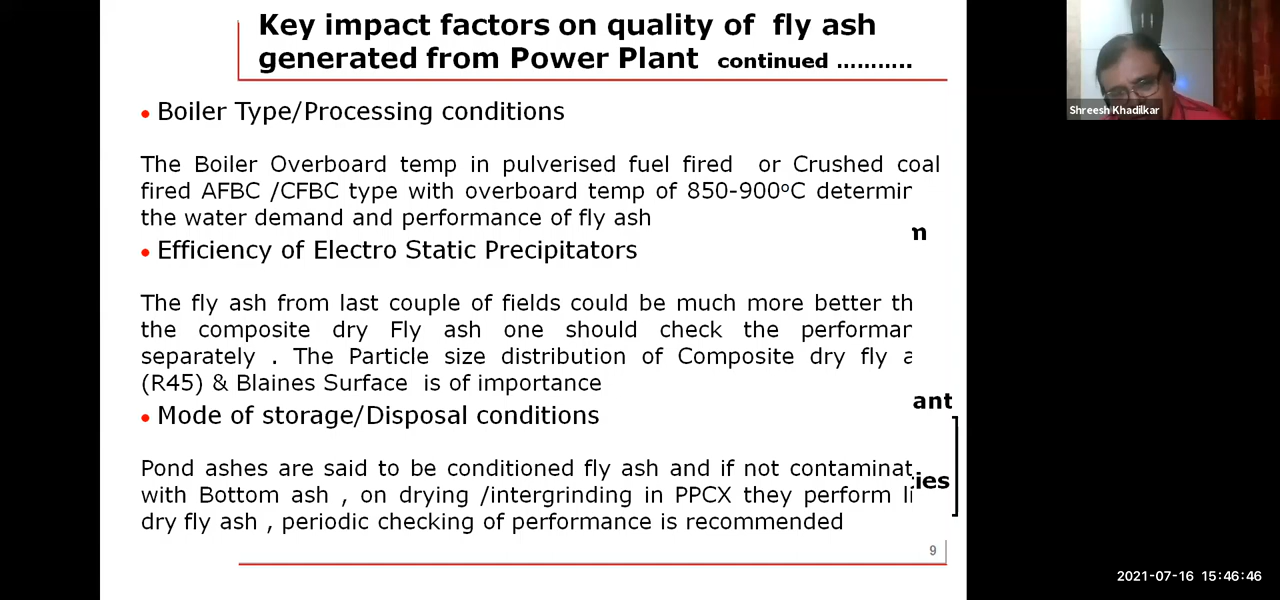 Key impact factors on quality of fly ash
generated from Power Plant continued ...........
Shreesh Khadilkar
• Boiler Type/Processing conditions
The Boiler Overboard temp in pulverised fuel fired or Crushed coal
fired AFBC /CFBC type with overboard temp of 850-900°C determin
the water demand and performance of fly ash
n
• Efficiency of Electro Static Precipitators
The fly ash from last couple of fields could be much more better th
the composite dry Fly ash one should check the performar
separately . The Particle size distribution of Composite dry fly a
(R45) & Blaines Surface is of importance
ant
• Mode of storage/Disposal conditions
Pond ashes are said to be conditioned fly ash and if not contaminat
ies
with Bottom ash , on drying /intergrinding in PPCX they perform li
dry fly ash , periodic checking of performance is recommended
9
2021-07-16 15:46:46